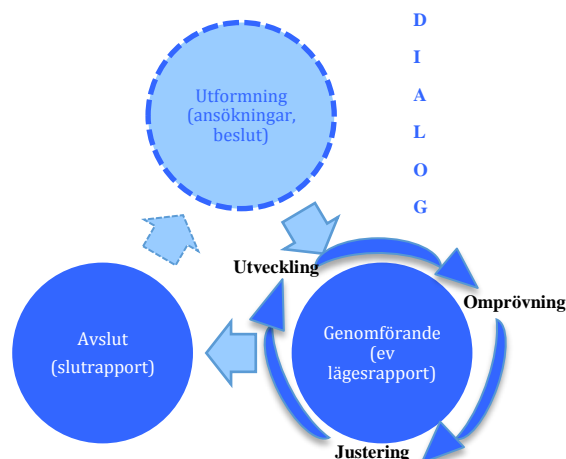 D
I
A
L
O
G
Utformning
(ansökningar,
beslut)
Utveckling
Omprövning
Genomförande
(ev
lägesrapport)
Justering
Avslut
(slutrapport)